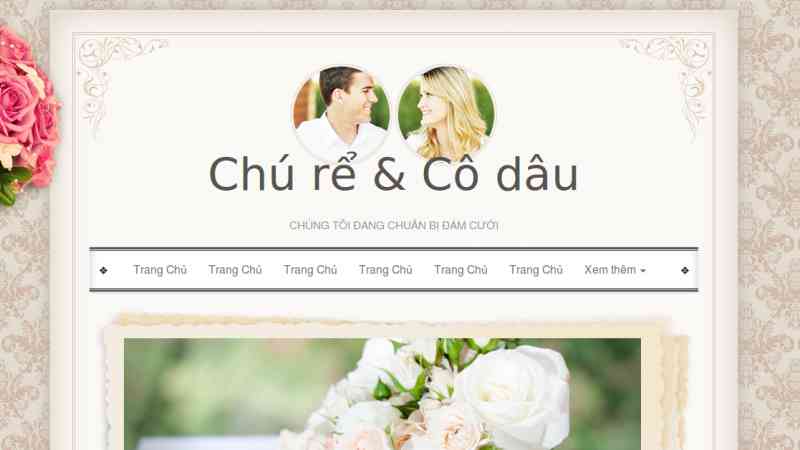 Chú rể & Cô dâu
CHÚNG TÔI ĐANG CHUẨN BỊ ĐÁM CƯỚI
Trang Chủ Trang Chủ Trang Chủ Trang Chủ Trang Chủ Trang Chủ Xem thêm